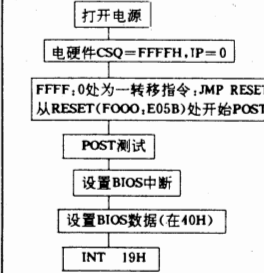 打开电源
电硬件CSQ=FFFFH,IP=0
FFFF:0处为一转移指令:JMP RESE
从RESET(F000:E05B)处开始POST
POST测试
设置BIOS中断
设置BIOS数据(在40H)
INT 19H